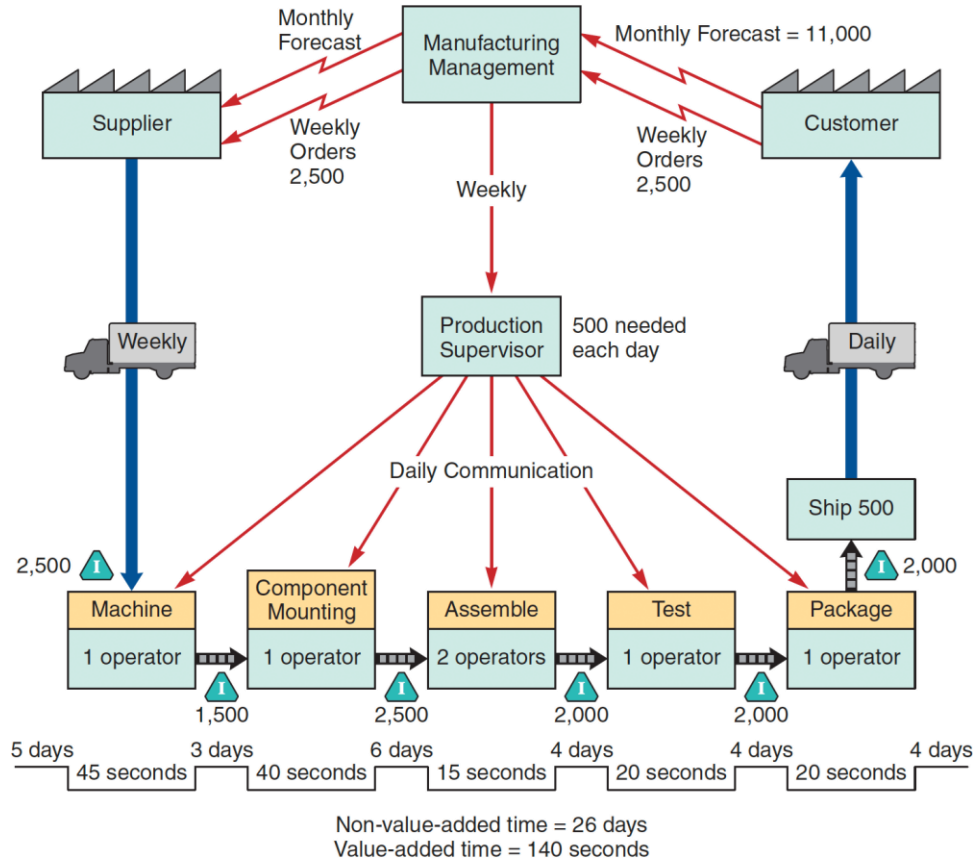 Monthly
Forecast
Manufacturing
Management
Monthly Forecast = 11,000
Supplier
Customer
Weekly
Orders
2,500
Weekly
Orders
2,500
Weekly
Weekly
Production
Supervisor
500 needed
each day
Daily
Daily Communication
Ship 500
2,500
I
I
2,000
Machine
Component
Mounting
Assemble
Test
Package
1 operator
1 operator
2 operators
1 operator
1 operator
I
I
I
I
1,500
2,500
2,000
2,000
5 days
3 days
6 days
4 days
4 days
4 days
45 seconds
40 seconds
15 seconds
20 seconds
20 seconds
Non-value-added time = 26 days
Value-added time = 140 seconds